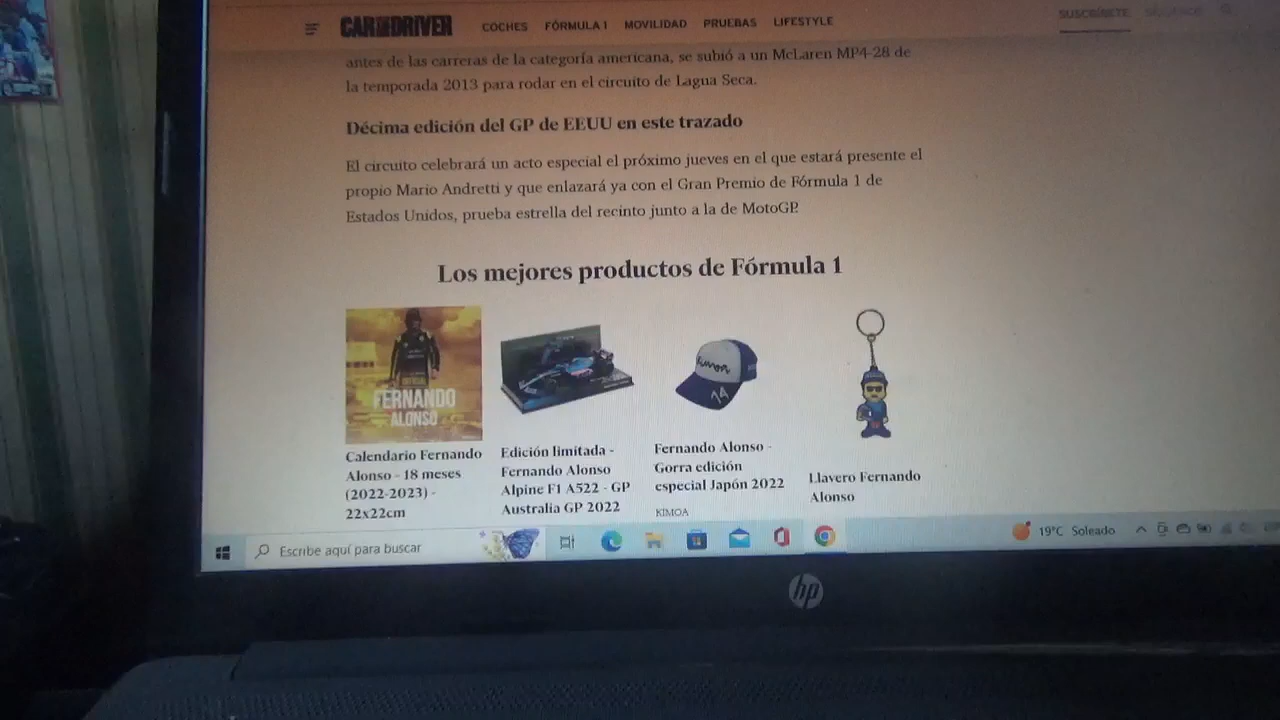 CAR AND DRIVER COCHES FÓRMULA 1 MOVILIDAD PRUEBAS LIFESTYLE SUSCRÍBETE
antes de las carreras de la categoría americana, se subió a un McLaren MP4-28 de
la temporada 2013 para rodar en el circuito de Lagua Seca.
Décima edición del GP de EEUU en este trazado
El circuito celebrará un acto especial el próximo jueves en el que estará presente el
propio Mario Andretti y que enlazará ya con el Gran Premio de Fórmula 1 de
Estados Unidos, prueba estrella del recinto junto a la de MotoGP.
Los mejores productos de Fórmula 1
FERNANDO
ALONSO
Kimoa
14
Calendario Fernando
Alonso - 18 meses
(2022-2023) -
22x22cm
Edición limitada -
Fernando Alonso
Alpine F1 A522 - GP
Australia GP 2022
Fernando Alonso -
Gorra edición
especial Japón 2022
KIMOA
Llavero Fernando
Alonso
Escribe aquí para buscar
19°C Soleado
hp